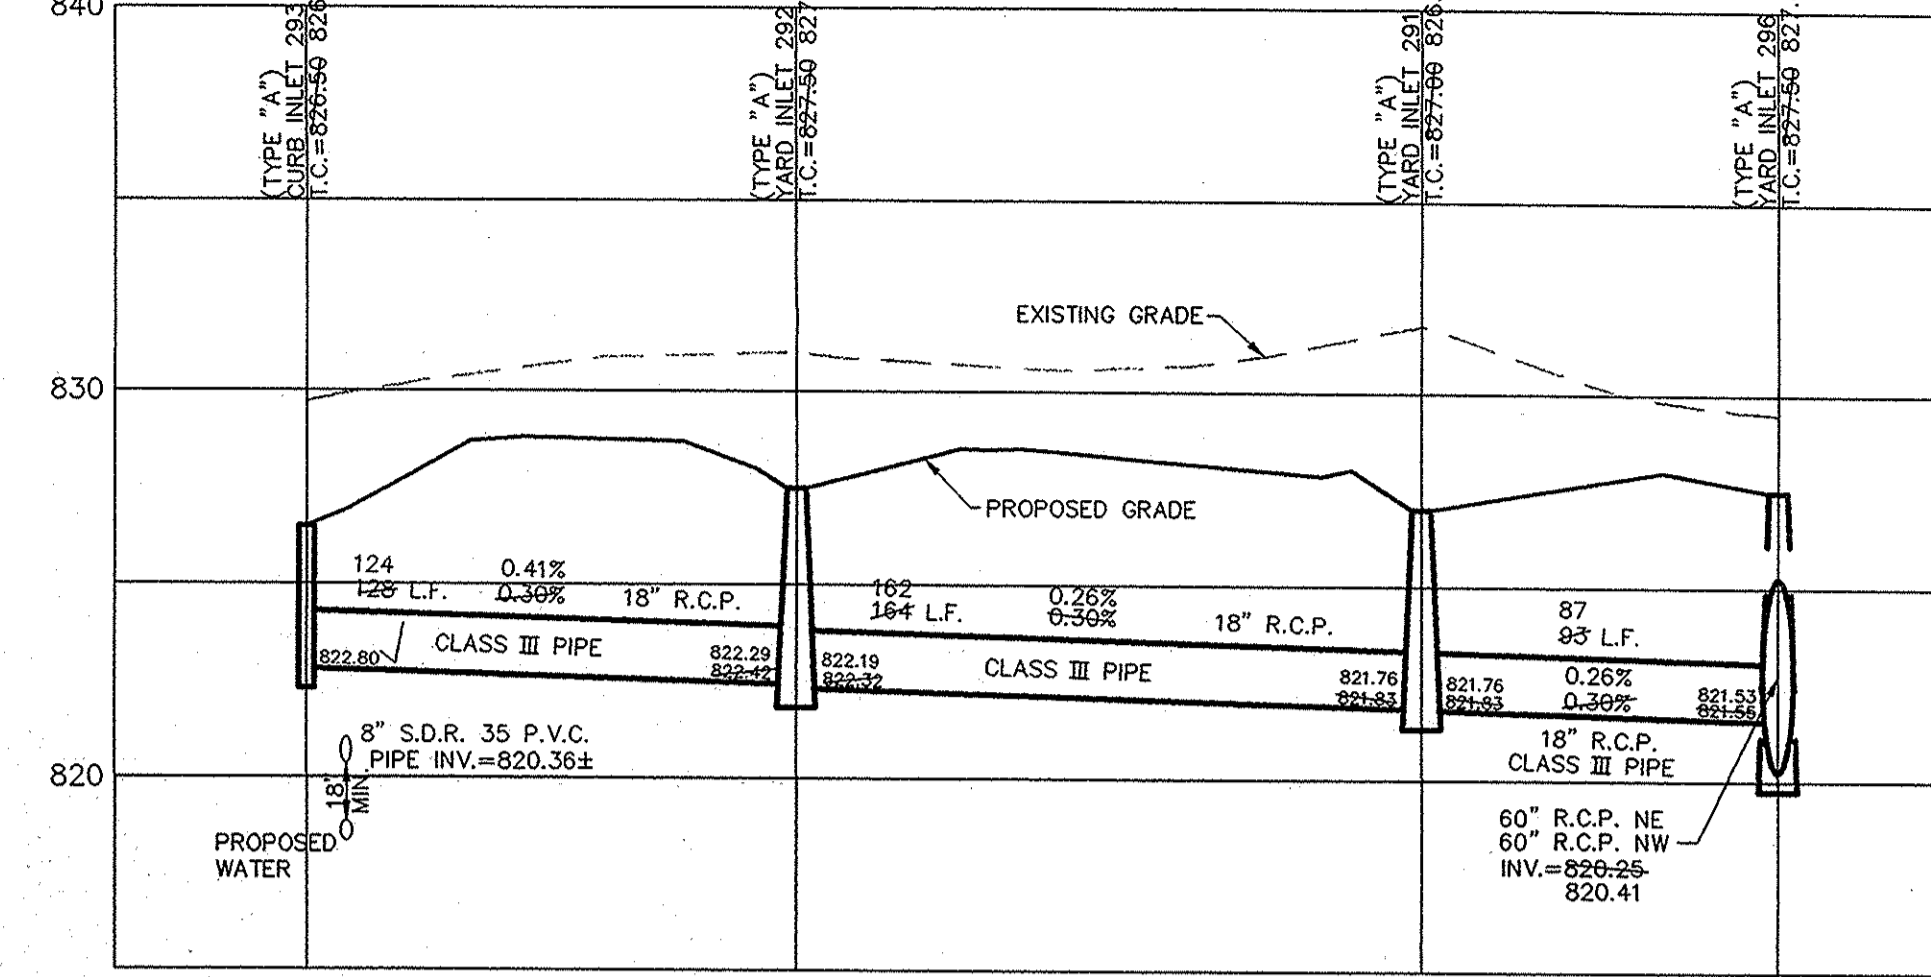 840
(TYPE "A")
CURB INLET 293
T.C.=826.50 826
(TYPE "A")
YARD INLET 292
T.C.=827.50 827
(TYPE "A")
YARD INLET 291
T.C.=827.00 826.
(TYPE "A")
YARD INLET 296
T.C.=827.50 827.
EXISTING GRADE
830
PROPOSED GRADE
124
128 L.F.
0.41%
0.30%
18" R.C.P.
CLASS III PIPE
822.80
822.29
822.42
162
164 L.F.
0.26%
0.30%
18" R.C.P.
822.19
822.32
CLASS III PIPE
821.76
821.83
87
93 L.F.
821.76
821.83
0.26%
0.30%
821.53
821.55
18" R.C.P.
CLASS III PIPE
8" S.D.R. 35 P.V.C.
PIPE INV.=820.36±
820
18"
MIN.
PROPOSED
WATER
60" R.C.P. NE
60" R.C.P. NW
INV.=820.25
820.41